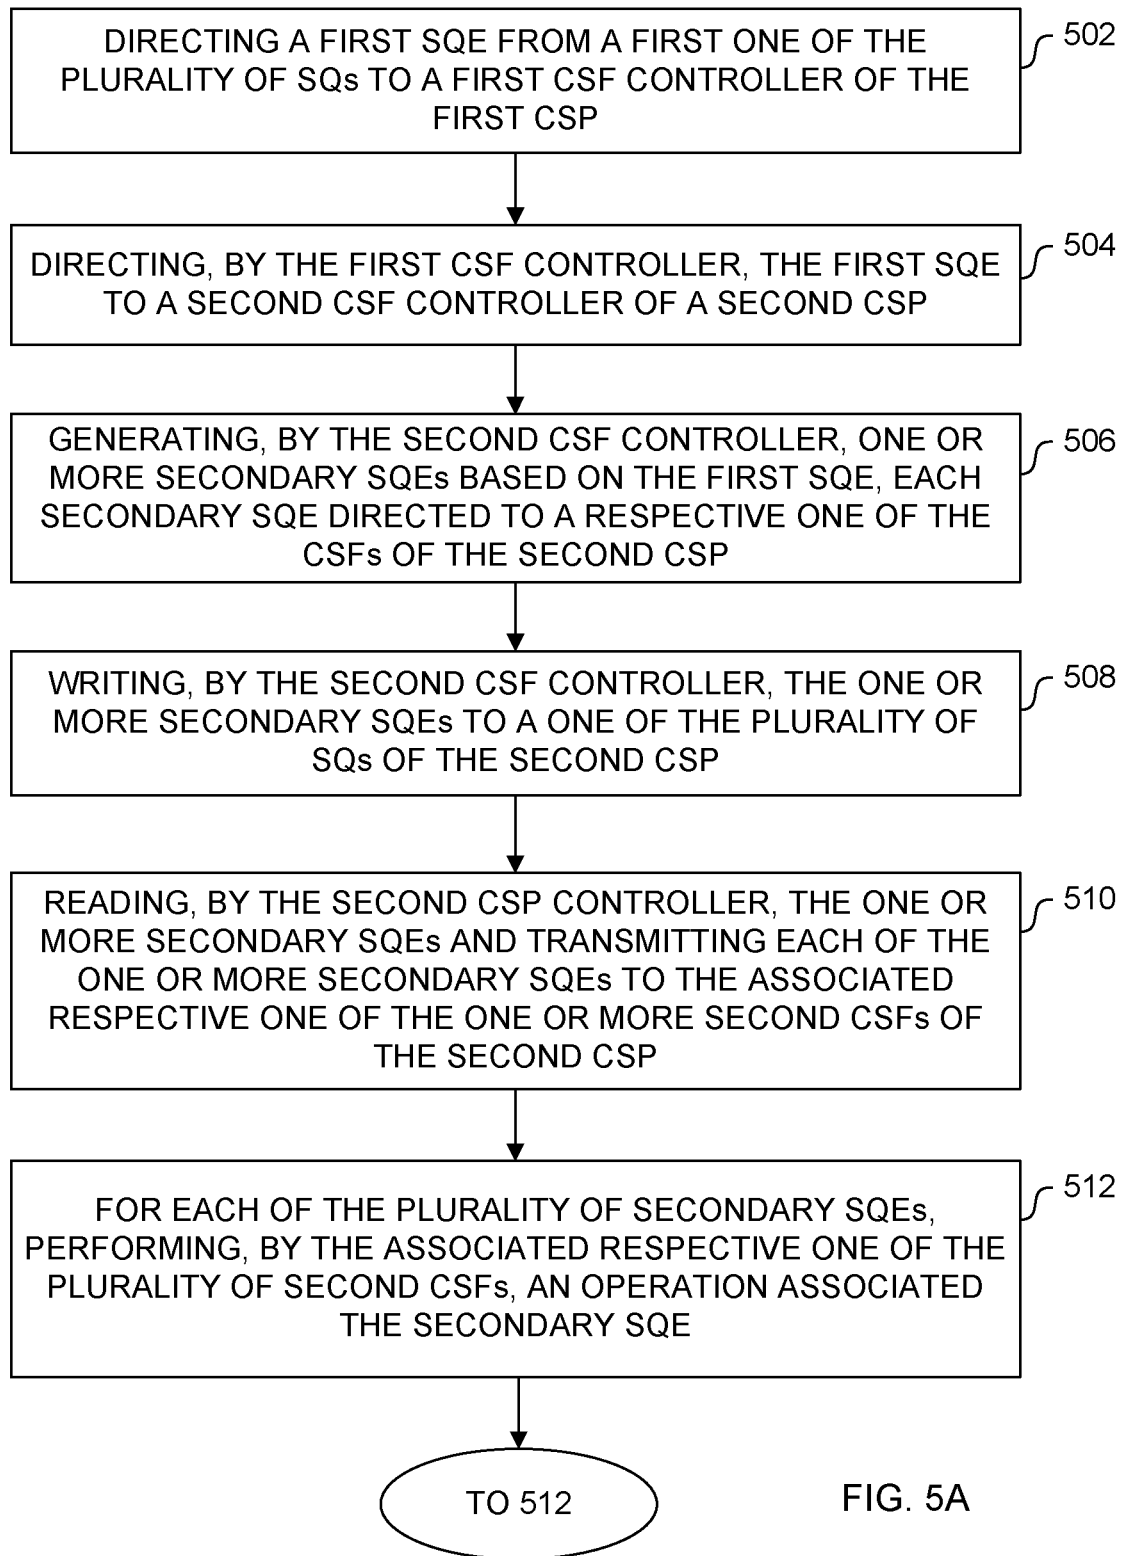 DIRECTING A FIRST SQE FROM A FIRST ONE OF THE
PLURALITY OF SQs TO A FIRST CSF CONTROLLER OF THE
FIRST CSP
502
DIRECTING, BY THE FIRST CSF CONTROLLER, THE FIRST SQE
TO A SECOND CSF CONTROLLER OF A SECOND CSP
504
GENERATING, BY THE SECOND CSF CONTROLLER, ONE OR
MORE SECONDARY SQEs BASED ON THE FIRST SQE, EACH
SECONDARY SQE DIRECTED TO A RESPECTIVE ONE OF THE
CSFs OF THE SECOND CSP
506
WRITING, BY THE SECOND CSF CONTROLLER, THE ONE OR
MORE SECONDARY SQEs TO A ONE OF THE PLURALITY OF
SQs OF THE SECOND CSP
508
READING, BY THE SECOND CSP CONTROLLER, THE ONE OR
MORE SECONDARY SQEs AND TRANSMITTING EACH OF THE
ONE OR MORE SECONDARY SQEs TO THE ASSOCIATED
RESPECTIVE ONE OF THE ONE OR MORE SECOND CSFs OF
THE SECOND CSP
510
FOR EACH OF THE PLURALITY OF SECONDARY SQEs,
PERFORMING, BY THE ASSOCIATED RESPECTIVE ONE OF THE
PLURALITY OF SECOND CSFs, AN OPERATION ASSOCIATED
THE SECONDARY SQE
512
TO 512
FIG. 5A